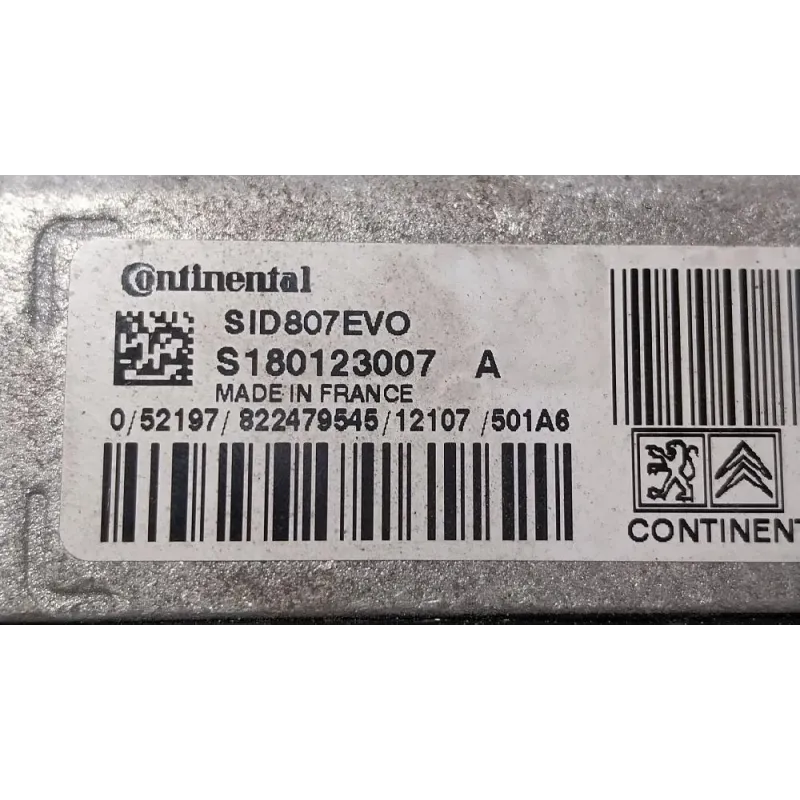 Continental
SID807EVO
S180123007 A
MADE IN FRANCE
0/52197/822479545/12107/501A6
CONTINENT